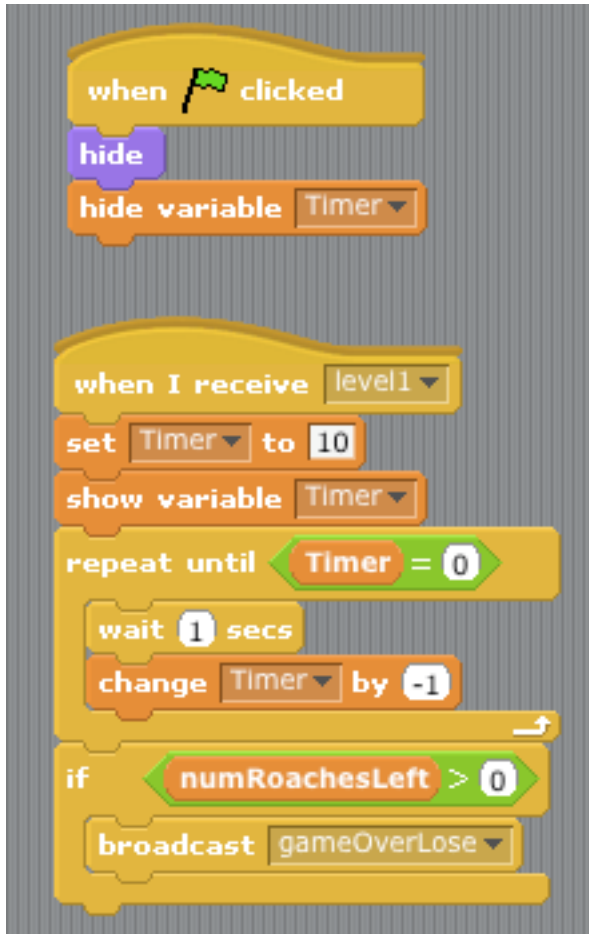 when clicked
hide
hide variable Timer
when I receive level1
set Timer to 10
show variable Timer
repeat until Timer = 0
wait 1 secs
change Timer by -1
if numRoachesLeft > 0
broadcast gameOverLose